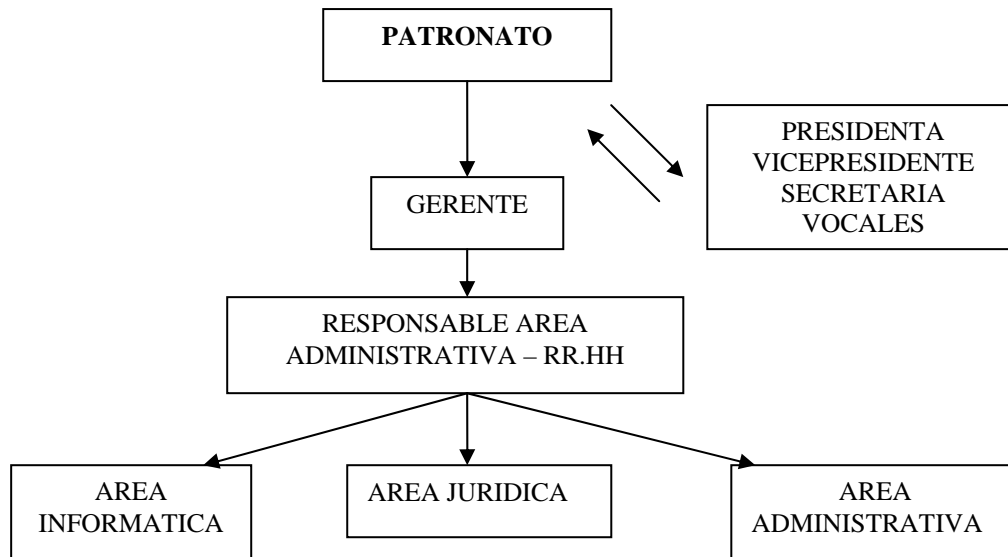 PATRONATO
PRESIDENTA
VICEPRESIDENTE
SECRETARIA
VOCALES
GERENTE
RESPONSABLE AREA
ADMINISTRATIVA – RR.HH
AREA
INFORMATICA
AREA JURIDICA
AREA
ADMINISTRATIVA